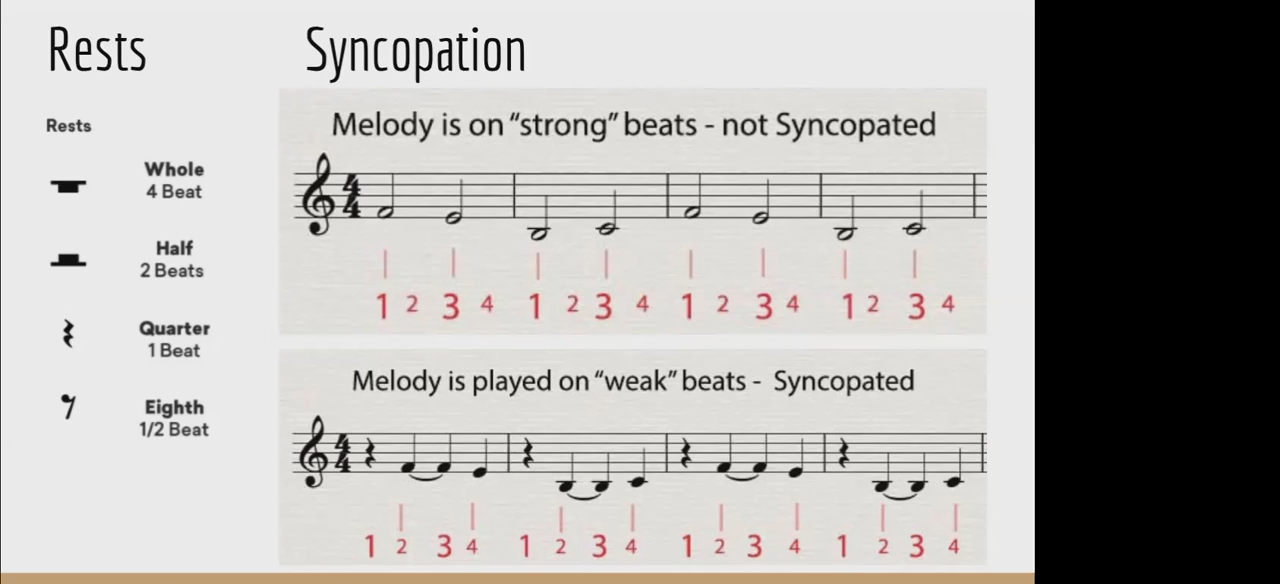 Rests
Syncopation
Rests
Whole
4 Beat
Half
2 Beats
Quarter
1 Beat
Eighth
1/2 Beat
Melody is on “strong” beats - not Syncopated
4
4
1 2 3 4 1 2 3 4 1 2 3 4 1 2 3 4
Melody is played on “weak” beats - Syncopated
4
4
1 2 3 4 1 2 3 4 1 2 3 4 1 2 3 4